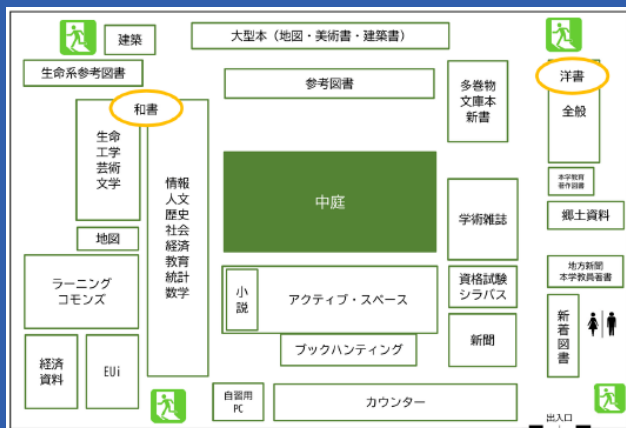 建築
大型本（地図・美術書・建築書）
生命系参考図書
参考図書
多巻物
文庫本
新書
洋書
全般
和書
生命
工学
芸術
文学
情報
人文
歴史
社会
経済
教育
統計
数学
中庭
本学教育
著作図書
学術雑誌
郷土資料
地図
ラーニング
コモンズ
小説
アクティブ・スペース
資格試験
シラバス
地方新聞
本学教員著書
新着図書
ブックハンティング
新聞
経済
資料
EUi
自習用
PC
カウンター
出入口